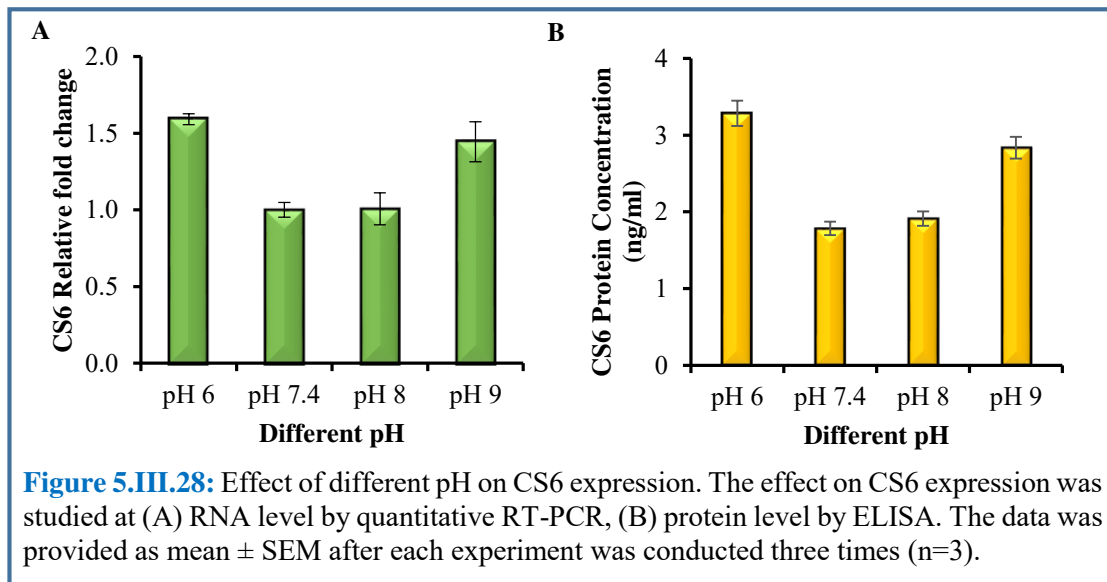 A
CS6 Relative fold change
2.0
1.5
1.0
0.5
0.0
pH 6 pH 7.4 pH 8 pH 9
Different pH
B
CS6 Protein Concentration
(ng/ml)
4
3
2
1
0
pH 6 pH 7.4 pH 8 pH 9
Different pH
Figure 5.III.28: Effect of different pH on CS6 expression. The effect on CS6 expression was
studied at (A) RNA level by quantitative RT-PCR, (B) protein level by ELISA. The data was
provided as mean ± SEM after each experiment was conducted three times (n=3).